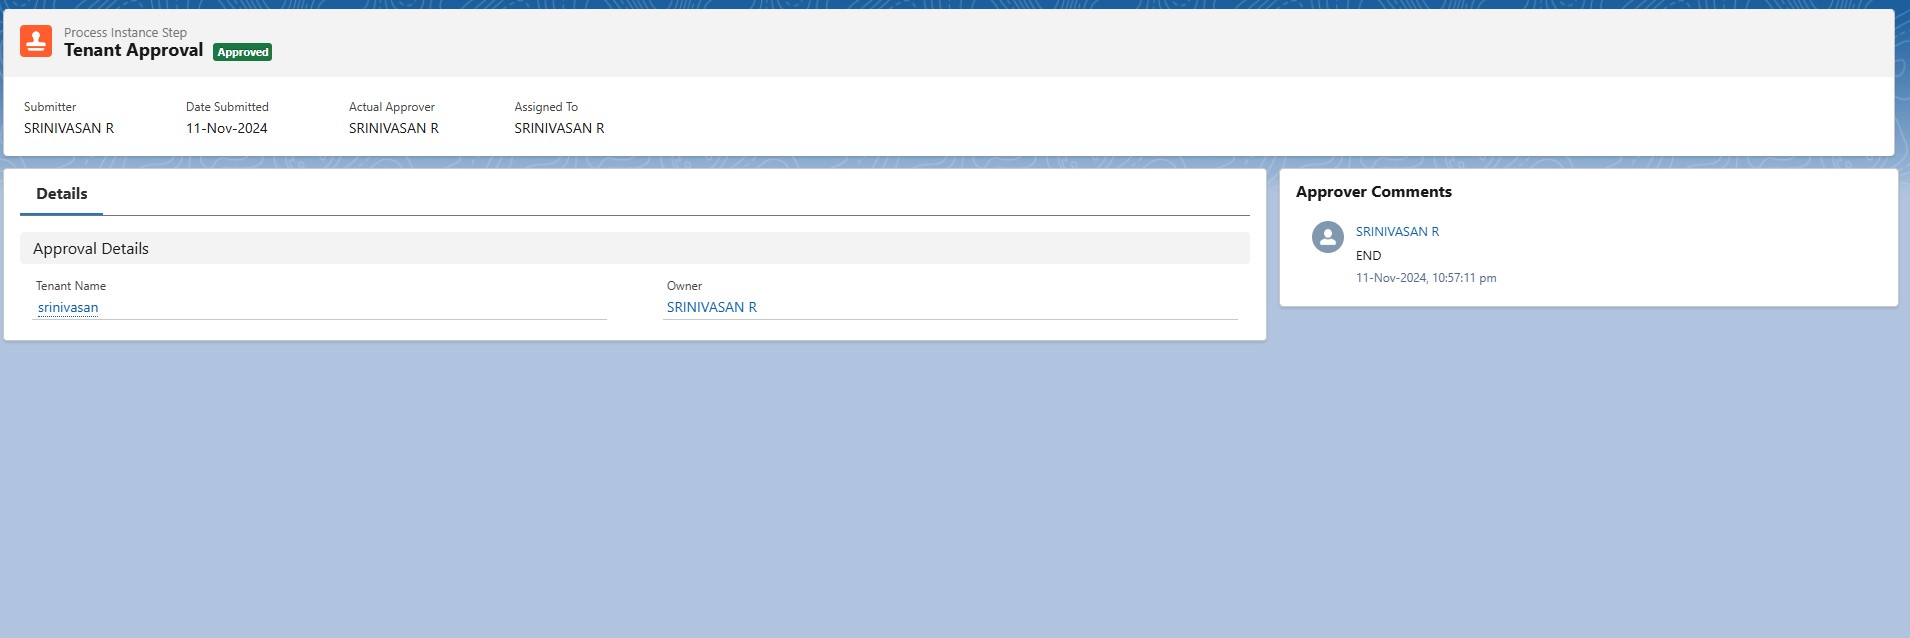 Process Instance Step
Tenant Approval Approved
Submitter
SRINIVASAN R
Date Submitted
11-Nov-2024
Actual Approver
SRINIVASAN R
Assigned To
SRINIVASAN R
Details
Approval Details
Tenant Name
srinivasan
Owner
SRINIVASAN R
Approver Comments
SRINIVASAN R
END
11-Nov-2024, 10:57:11 pm